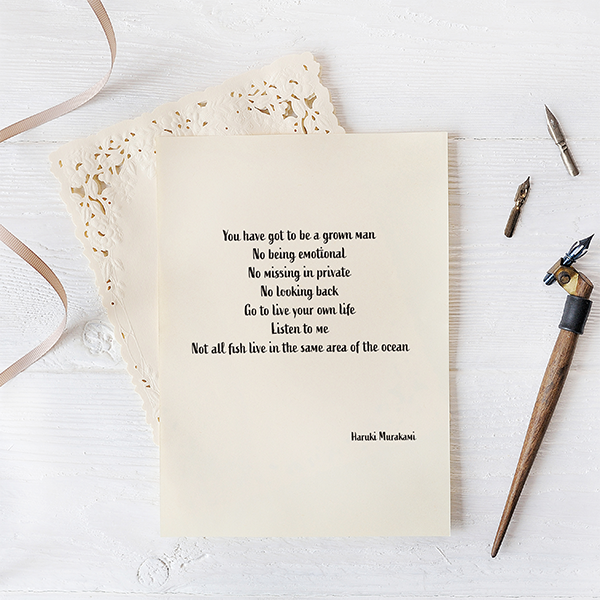 You have got to be a grown man
No being emotional
No missing in private
No looking back
Go to live your own life
Listen to me
Not all fish live in the same area of the ocean
Haruki Murakami